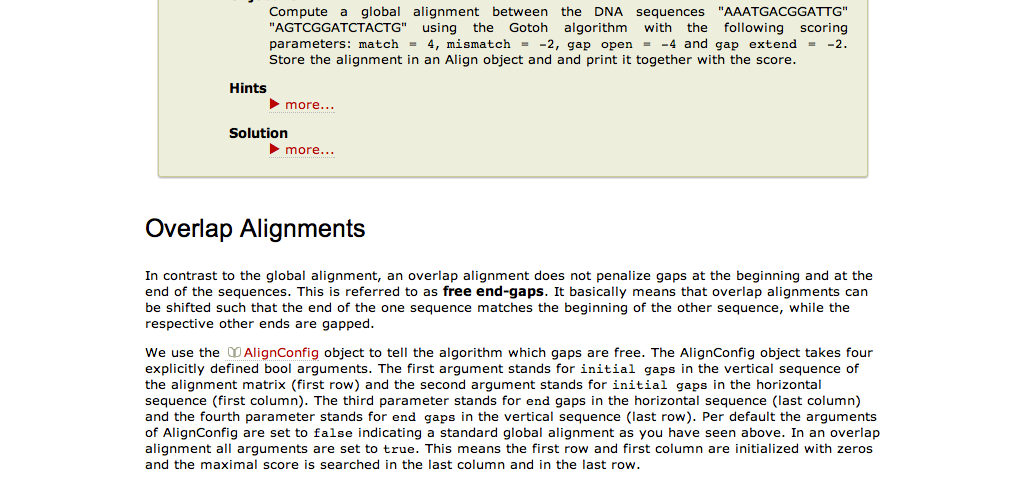 Compute a global alignment between the DNA sequences "AAATGACGGATTG"
"AGTCGGATCTACTG" using the Gotoh algorithm with the following scoring
parameters: match = 4, mismatch = -2, gap open = -4 and gap extend = -2.
Store the alignment in an Align object and and print it together with the score.
Hints
more...
Solution
more...
Overlap Alignments
In contrast to the global alignment, an overlap alignment does not penalize gaps at the beginning and at the
end of the sequences. This is referred to as free end-gaps. It basically means that overlap alignments can
be shifted such that the end of the one sequence matches the beginning of the other sequence, while the
respective other ends are gapped.
We use the AlignConfig object to tell the algorithm which gaps are free. The AlignConfig object takes four
explicitly defined bool arguments. The first argument stands for initial gaps in the vertical sequence of
the alignment matrix (first row) and the second argument stands for initial gaps in the horizontal
sequence (first column). The third parameter stands for end gaps in the horizontal sequence (last column)
and the fourth parameter stands for end gaps in the vertical sequence (last row). Per default the arguments
of AlignConfig are set to false indicating a standard global alignment as you have seen above. In an overlap
alignment all arguments are set to true. This means the first row and first column are initialized with zeros
and the maximal score is searched in the last column and in the last row.